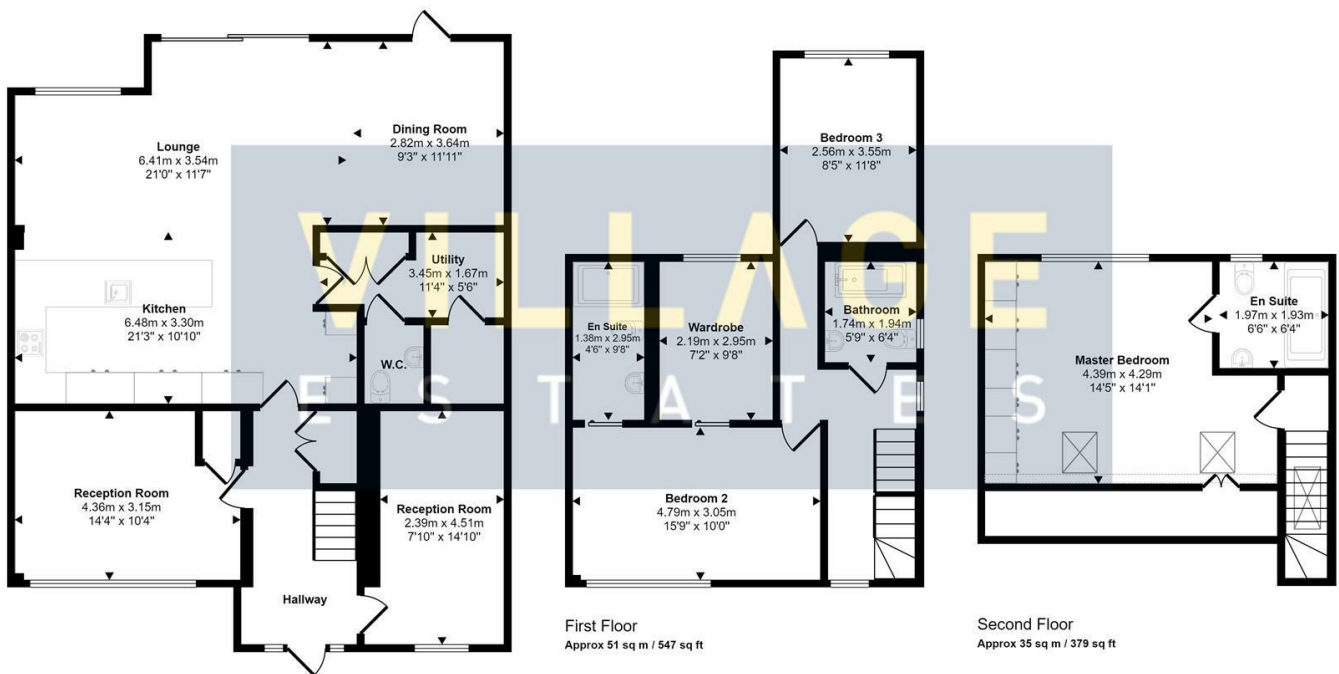 Lounge
6.41m x 3.54m
21'0" x 11'7"
Dining Room
2.82m x 3.64m
9'3" x 11'11"
Kitchen
6.48m x 3.30m
21'3" x 10'10"
Utility
3.45m x 1.67m
11'4" x 5'6"
W.C.
Reception Room
4.36m x 3.15m
14'4" x 10'4"
Reception Room
2.39m x 4.51m
7'10" x 14'10"
Hallway
Bedroom 3
2.56m x 3.55m
8'5" x 11'8"
En Suite
1.38m x 2.95m
4'6" x 9'8"
Wardrobe
2.19m x 2.95m
7'2" x 9'8"
Bathroom
1.74m x 1.94m
5'9" x 6'4"
Bedroom 2
4.79m x 3.05m
15'9" x 10'0"
First Floor
Approx 51 sq m / 547 sq ft
En Suite
1.97m x 1.93m
6'6" x 6'4"
Master Bedroom
4.39m x 4.29m
14'5" x 14'1"
Second Floor
Approx 35 sq m / 379 sq ft
VILLAGE
ESTATES